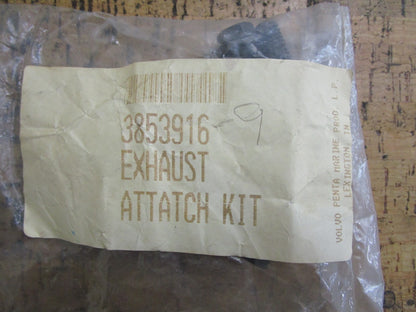 3853916 -9
EXHAUST
ATTATCH KIT
VOLVO PENTA MARINE PROD. L.P.
LEXINGTON, TN